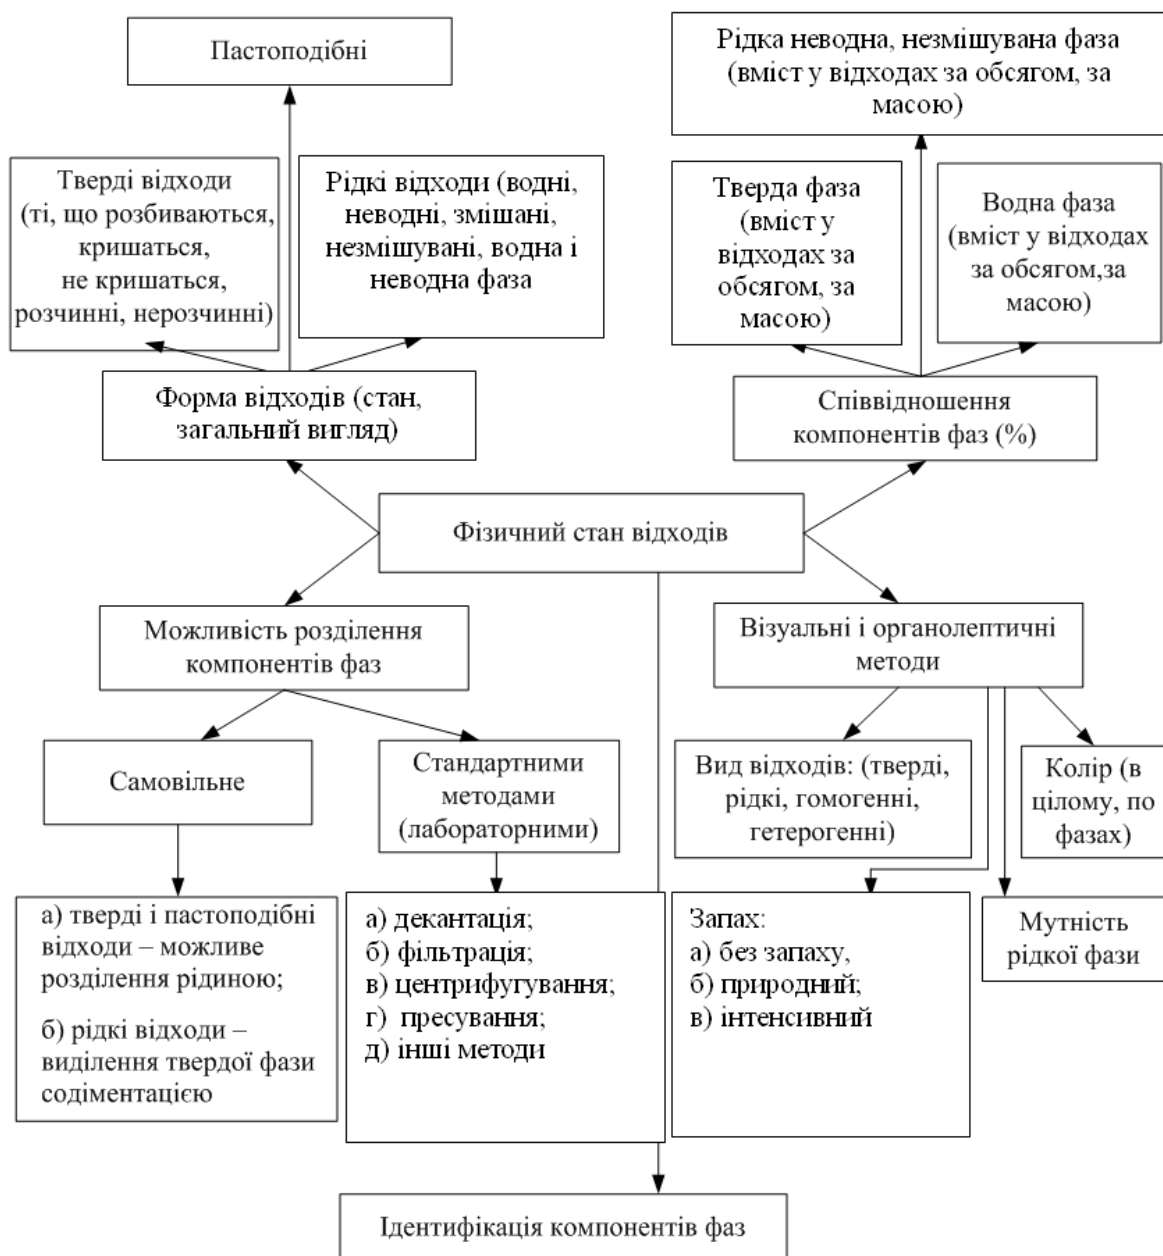 Пастоподібні
Рідка неводна, незмішувана фаза
(вміст у відходах за обсягом, за
масою)
Тверді відходи
(ті, що розбиваються,
кришаться,
не кришаться,
розчинні, нерозчинні)
Рідкі відходи (водні,
неводні, змішані,
незмішувані, водна і
неводна фаза
Тверда фаза
(вміст у
відходах за
обсягом, за
масою)
Водна фаза
(вміст у відходах
за обсягом,за
масою)
Форма відходів (стан,
загальний вигляд)
Співвідношення
компонентів фаз (%)
Фізичний стан відходів
Можливість розділення
компонентів фаз
Візуальні і органолептичні
методи
Самовільне
Стандартними
методами
(лабораторними)
Вид відходів: (тверді,
рідкі, гомогенні,
гетерогенні)
Колір (в
цілому, по
фазах)
а) тверді і пастоподібні
відходи – можливе
розділення рідиною;
б) рідкі відходи –
виділення твердої фази
содіментацією
а) декантація;
б) фільтрація;
в) центрифугування;
г) пресування;
д) інші методи
Запах:
а) без запаху,
б) природний;
в) інтенсивний
Мутність
рідкої фази
Ідентифікація компонентів фаз